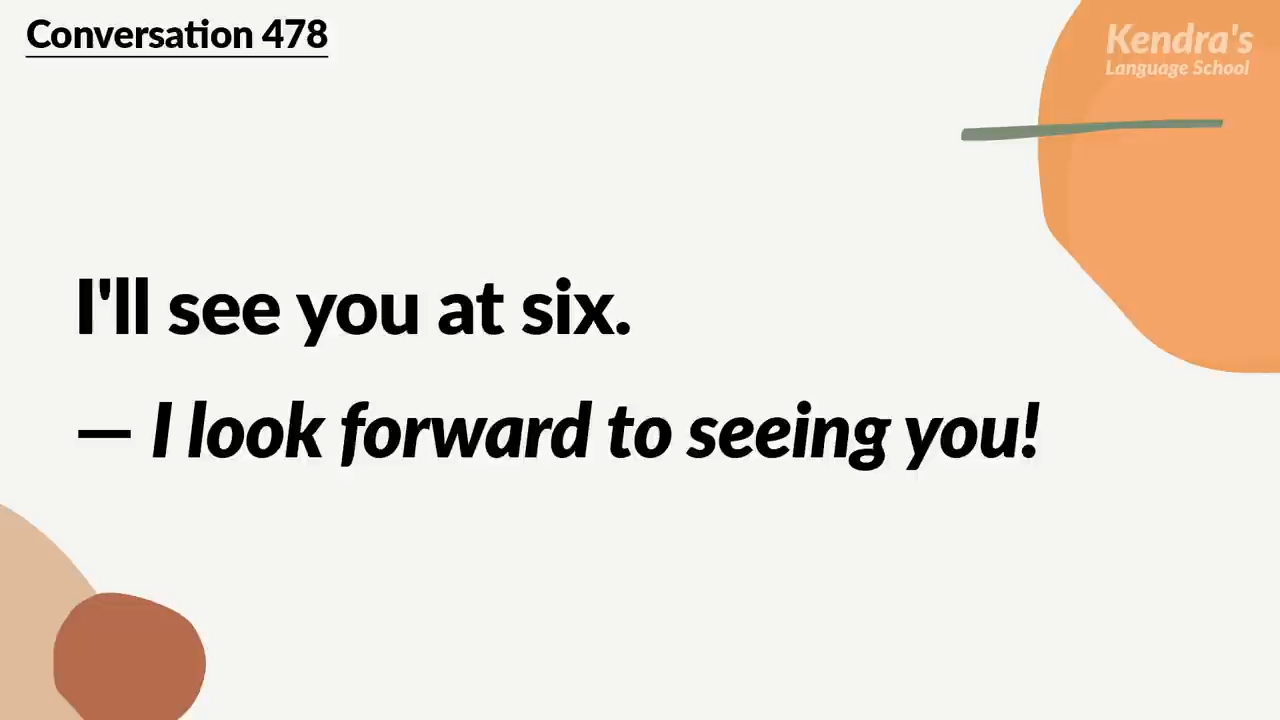 Conversation 478
Kendra's
Language School
I'll see you at six.
— I look forward to seeing you!